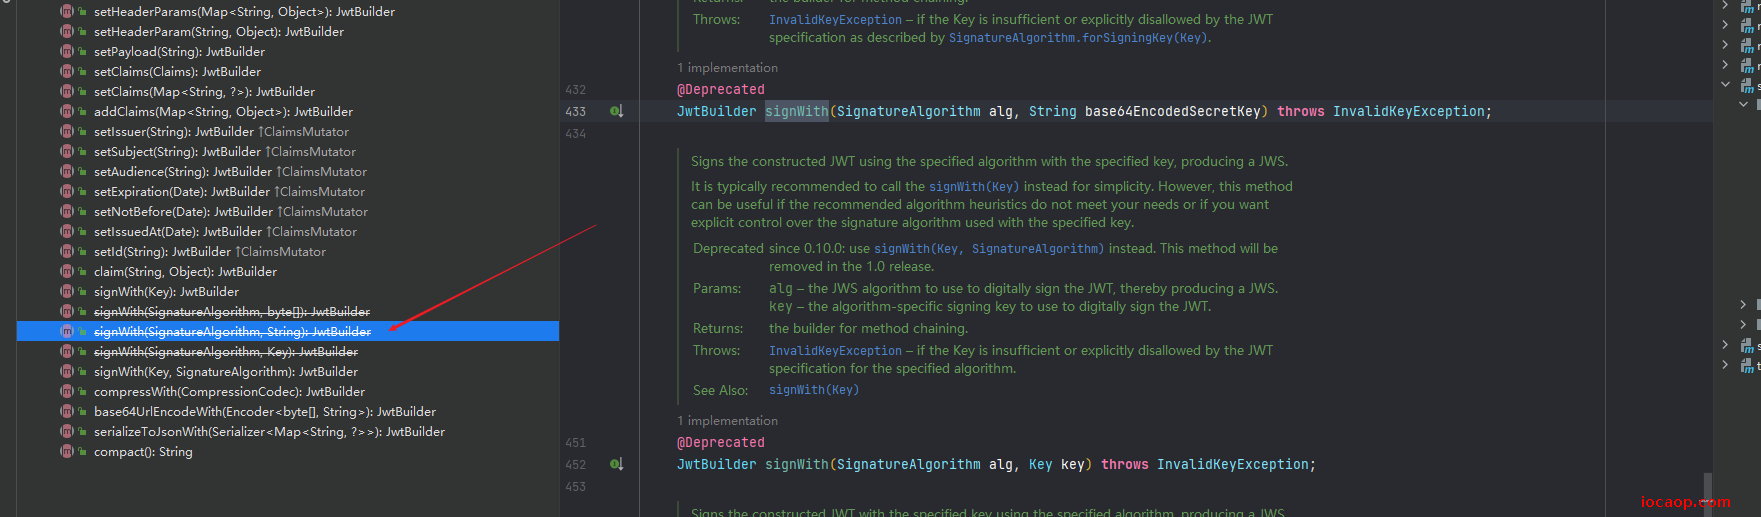 setHeaderParams(Map<String, Object>): JwtBuilder
setHeaderParam(String, Object): JwtBuilder
setPayload(String): JwtBuilder
setClaims(Claims): JwtBuilder
setClaims(Map<String, ?>): JwtBuilder
addClaims(Map<String, Object>): JwtBuilder
setIssuer(String): JwtBuilder ↑ClaimsMutator
setSubject(String): JwtBuilder ↑ClaimsMutator
setAudience(String): JwtBuilder ↑ClaimsMutator
setExpiration(Date): JwtBuilder ↑ClaimsMutator
setNotBefore(Date): JwtBuilder ↑ClaimsMutator
setIssuedAt(Date): JwtBuilder ↑ClaimsMutator
setId(String): JwtBuilder ↑ClaimsMutator
claim(String, Object): JwtBuilder
signWith(Key): JwtBuilder
signWith(SignatureAlgorithm, byte[]): JwtBuilder
signWith(SignatureAlgorithm, String): JwtBuilder
signWith(SignatureAlgorithm, Key): JwtBuilder
signWith(Key, SignatureAlgorithm): JwtBuilder
compressWith(CompressionCodec): JwtBuilder
base64UrlEncodeWith(Encoder<byte[], String>): JwtBuilder
serializeToJsonWith(Serializer<Map<String, ?>>): JwtBuilder
compact(): String
Returns: the builder for method chaining.
Throws: InvalidKeyException – if the Key is insufficient or explicitly disallowed by the JWT
specification as described by SignatureAlgorithm.forSigningKey(Key).
1 implementation
432 @Deprecated
433 JwtBuilder signWith(SignatureAlgorithm alg, String base64EncodedSecretKey) throws InvalidKeyException;
434
Signs the constructed JWT using the specified algorithm with the specified key, producing a JWS.
It is typically recommended to call the signWith(Key) instead for simplicity. However, this method
can be useful if the recommended algorithm heuristics do not meet your needs or if you want
explicit control over the signature algorithm used with the specified key.
Deprecated since 0.10.0: use signWith(Key, SignatureAlgorithm) instead. This method will be
removed in the 1.0 release.
Params: alg – the JWS algorithm to use to digitally sign the JWT, thereby producing a JWS.
key – the algorithm-specific signing key to use to digitally sign the JWT.
Returns: the builder for method chaining.
Throws: InvalidKeyException – if the Key is insufficient or explicitly disallowed by the JWT
specification for the specified algorithm.
See Also: signWith(Key)
1 implementation
451 @Deprecated
452 JwtBuilder signWith(SignatureAlgorithm alg, Key key) throws InvalidKeyException;
453
Signs the constructed JWT with the specified key using the specified algorithm, producing a JWS.
iocaop.com